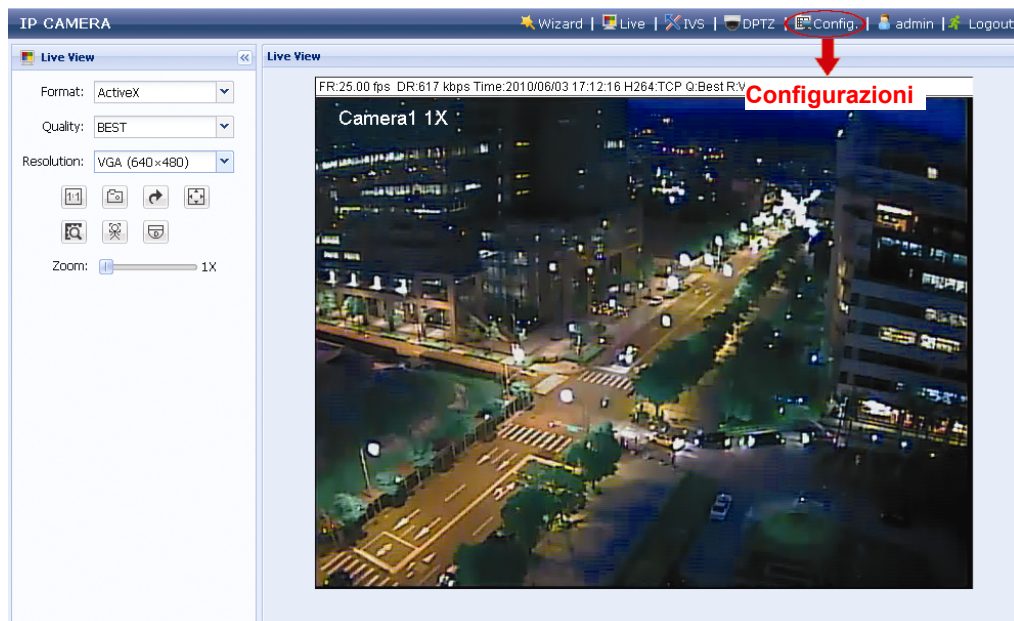 IP CAMERA
Wizard | Live | IVS | DPTZ | Config. | admin | Logout
Live View
Format: ActiveX
Quality: BEST
Resolution: VGA (640×480)
1:1
Zoom: 1X
Live View
FR:25.00 fps DR:617 kbps Time:2010/06/03 17:12:16 H264:TCP Q:Best R:V
Configurazioni
Camera1 1X